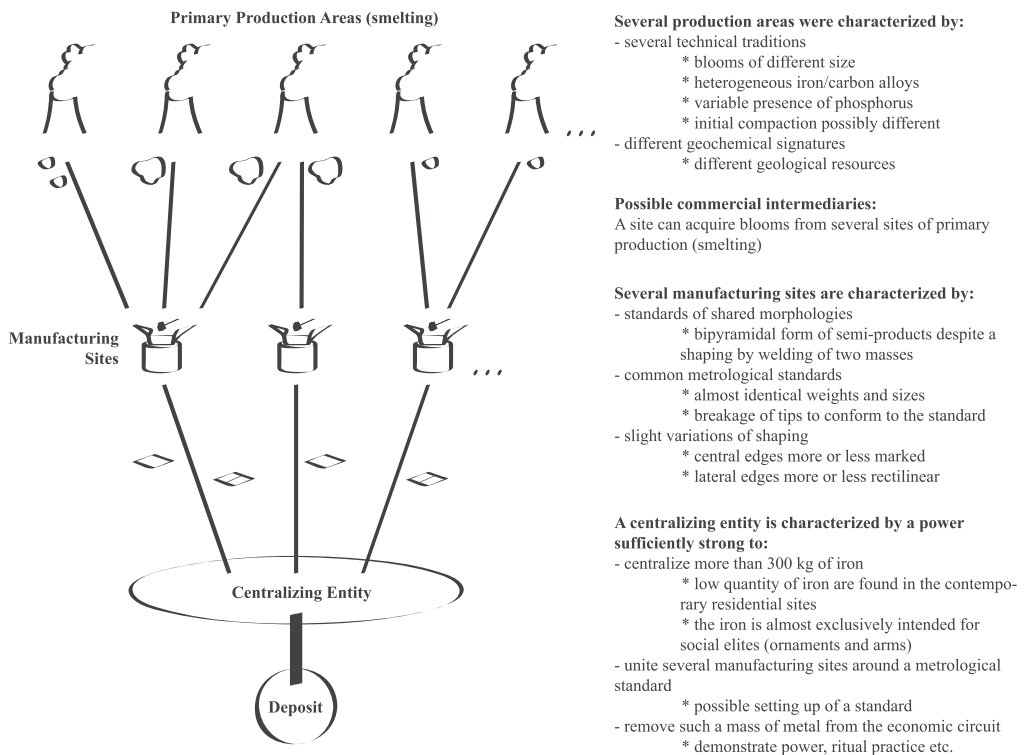 Primary Production Areas (smelting)
. . .
Manufacturing
Sites
. . .
Centralizing Entity
Deposit
Several production areas were characterized by:
- several technical traditions
* blooms of different size
* heterogeneous iron/carbon alloys
* variable presence of phosphorus
* initial compaction possibly different
- different geochemical signatures
* different geological resources
Possible commercial intermediaries:
A site can acquire blooms from several sites of primary
production (smelting)
Several manufacturing sites are characterized by:
- standards of shared morphologies
* bipyramidal form of semi-products despite a
shaping by welding of two masses
- common metrological standards
* almost identical weights and sizes
* breakage of tips to conform to the standard
- slight variations of shaping
* central edges more or less marked
* lateral edges more or less rectilinear
A centralizing entity is characterized by a power
sufficiently strong to:
- centralize more than 300 kg of iron
* low quantity of iron are found in the contempo-
rary residential sites
* the iron is almost exclusively intended for
social elites (ornaments and arms)
- unite several manufacturing sites around a metrological
standard
* possible setting up of a standard
- remove such a mass of metal from the economic circuit
* demonstrate power, ritual practice etc.